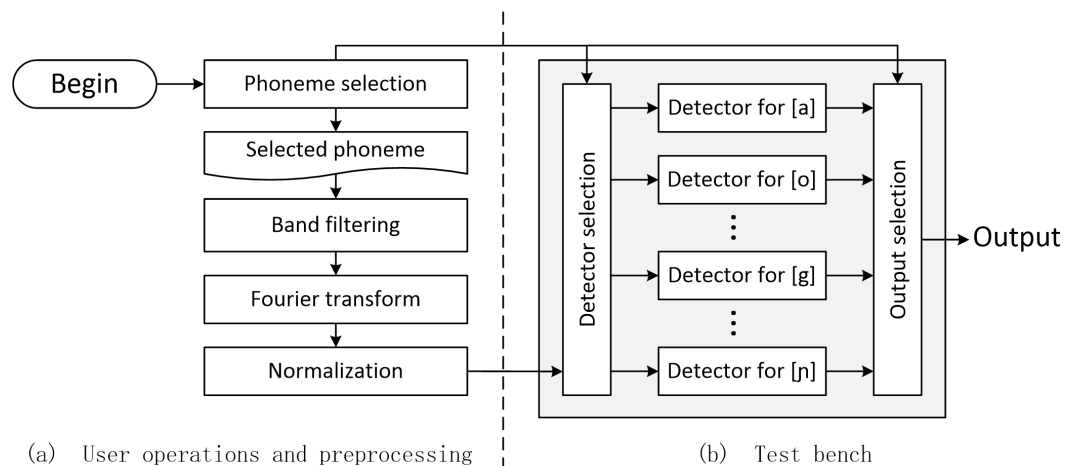 Begin
Phoneme selection
Selected phoneme
Band filtering
Fourier transform
Normalization
(a) User operations and preprocessing
Detector selection
Detector for [a]
Detector for [o]
Detector for [g]
Detector for [ɲ]
Output selection
Output
(b) Test bench